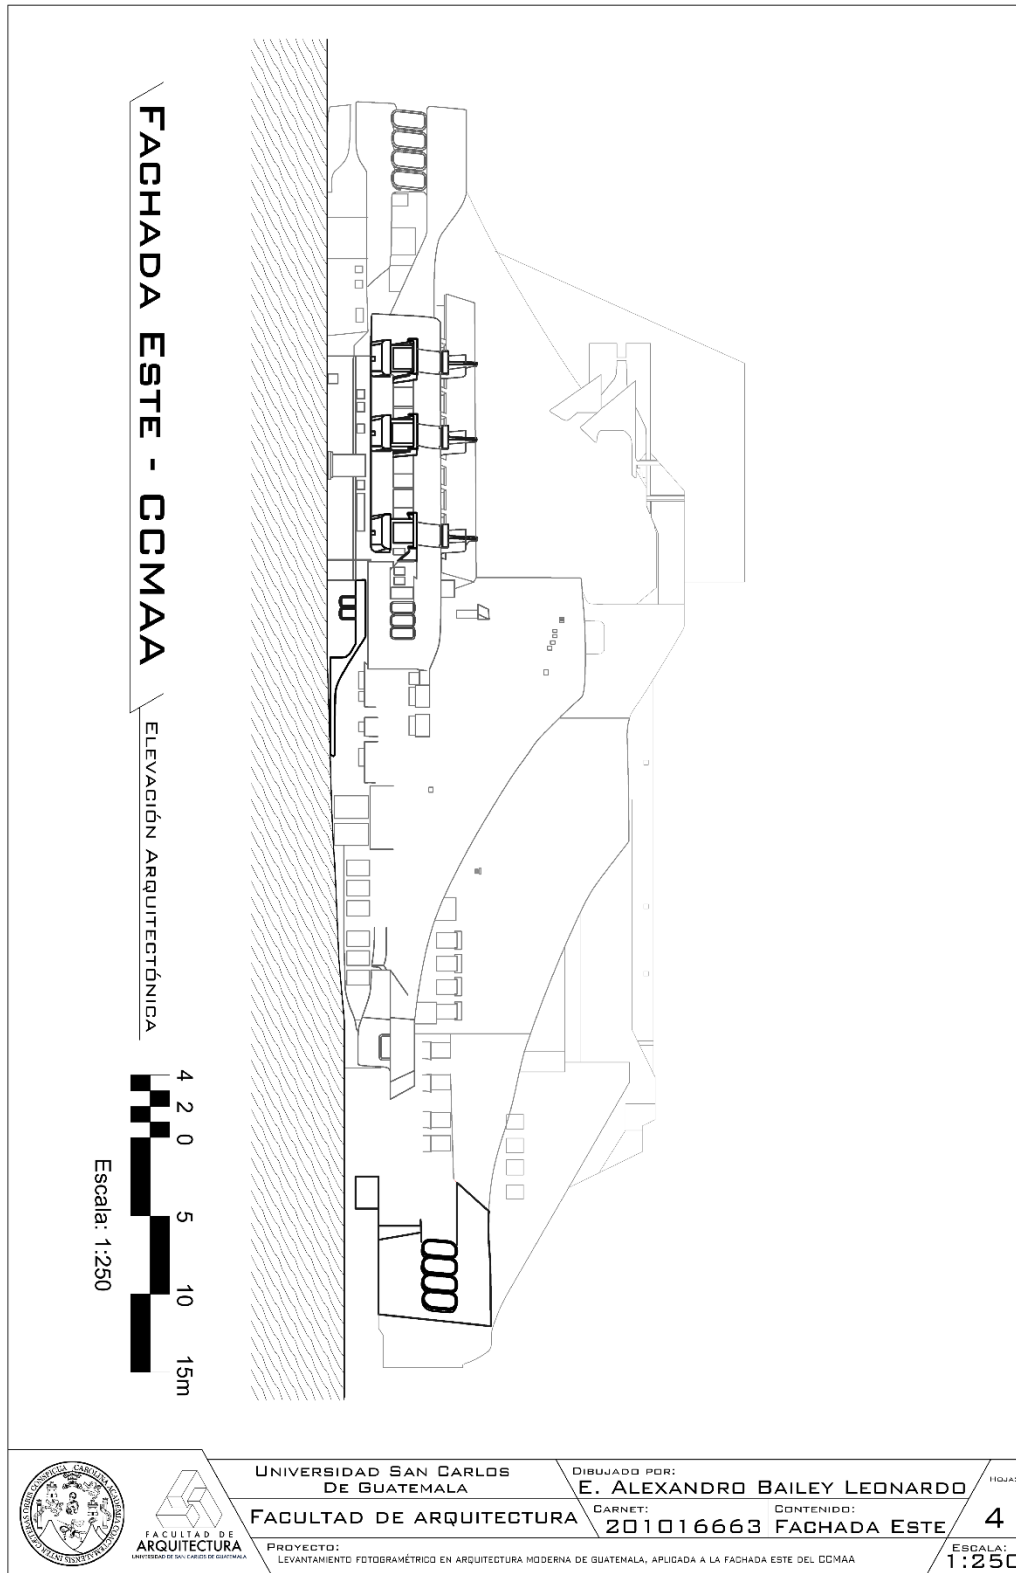 FACHADA ESTE - CCMAA
ELEVACIÓN ARQUITECTÓNICA
4 2 0 5 10 15m
Escala: 1:250
FACULTAD DE
ARQUITECTURA
UNIVERSIDAD DE SAN CARLOS DE GUATEMALA
UNIVERSIDAD SAN CARLOS
DE GUATEMALA
FACULTAD DE ARQUITECTURA
DIBUJADO POR:
E. ALEXANDRO BAILEY LEONARDO
CARNET:
201016663
CONTENIDO:
FACHADA ESTE
HOJA:
4
PROYECTO:
LEVANTAMIENTO FOTOGRAMÉTRICO EN ARQUITECTURA MODERNA DE GUATEMALA, APLICADA A LA FACHADA ESTE DEL CCMAA
ESCALA:
1:250